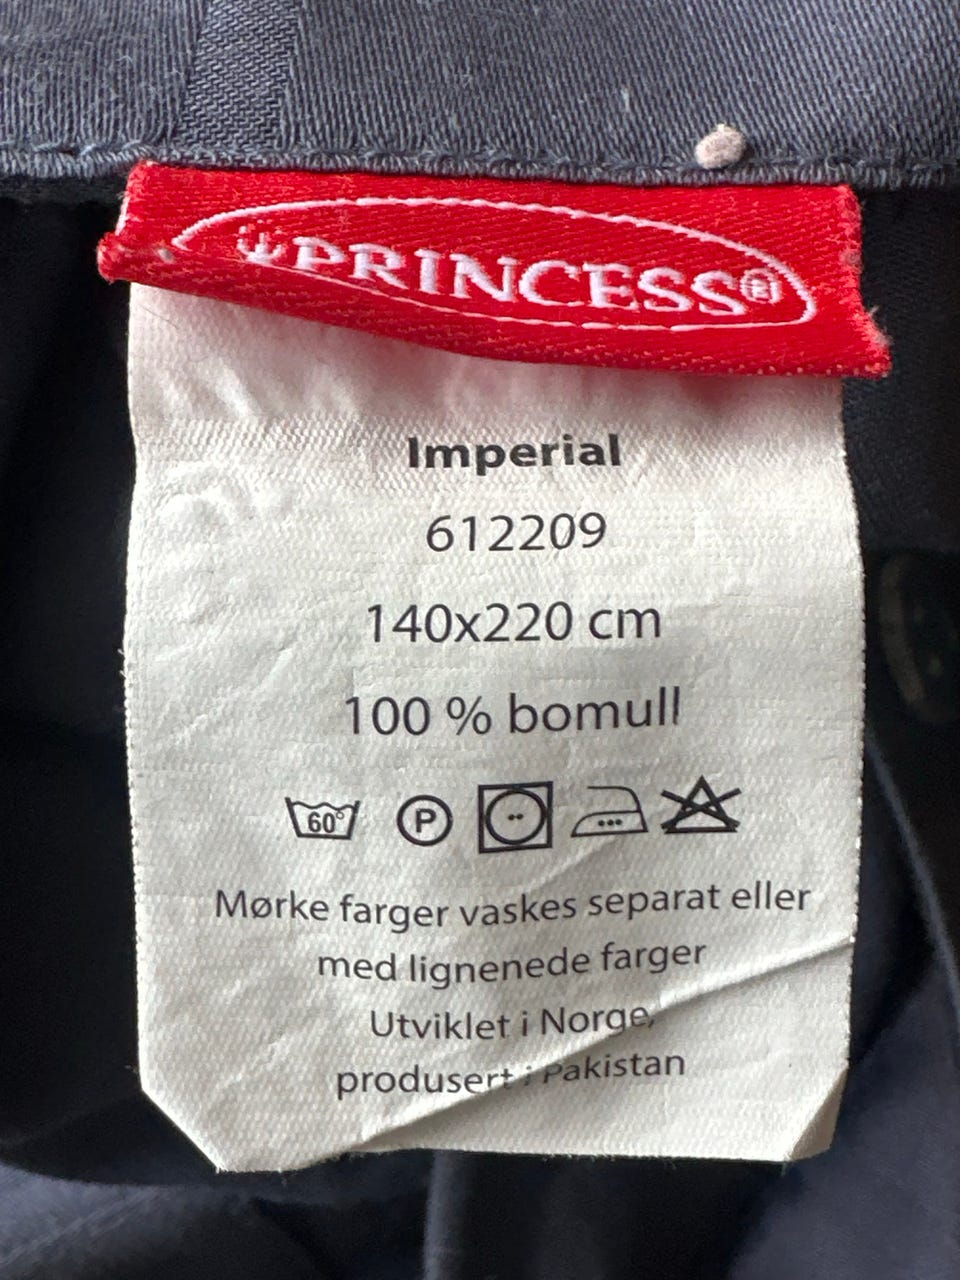 PRINCESS®
Imperial
612209
140x220 cm
100 % bomull
60° P
Mørke farger vaskes separat eller
med lignenede farger
Utviklet i Norge,
produsert i Pakistan